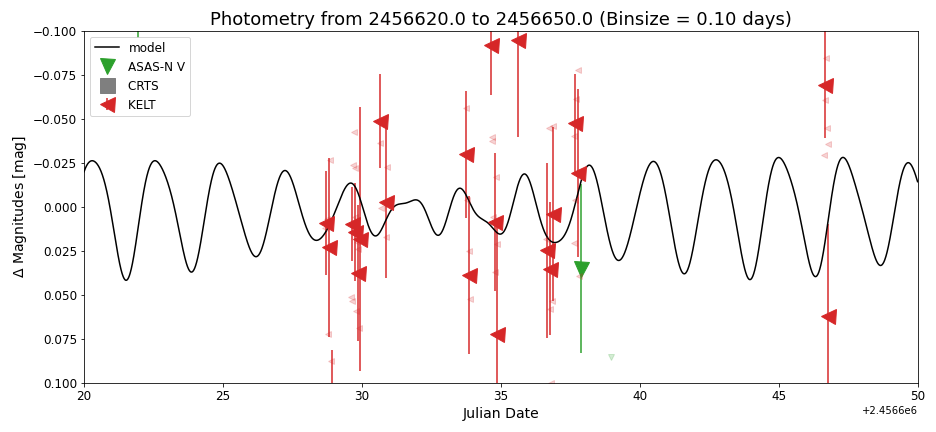 Photometry from 2456620.0 to 2456650.0 (Binsize = 0.10 days)
−0.100
−0.075
−0.050
−0.025
0.000
0.025
0.050
0.075
0.100
Δ Magnitudes [mag]
model
ASAS-N V
CRTS
KELT
20 25 30 35 40 45 50
Julian Date
+2.4566e6